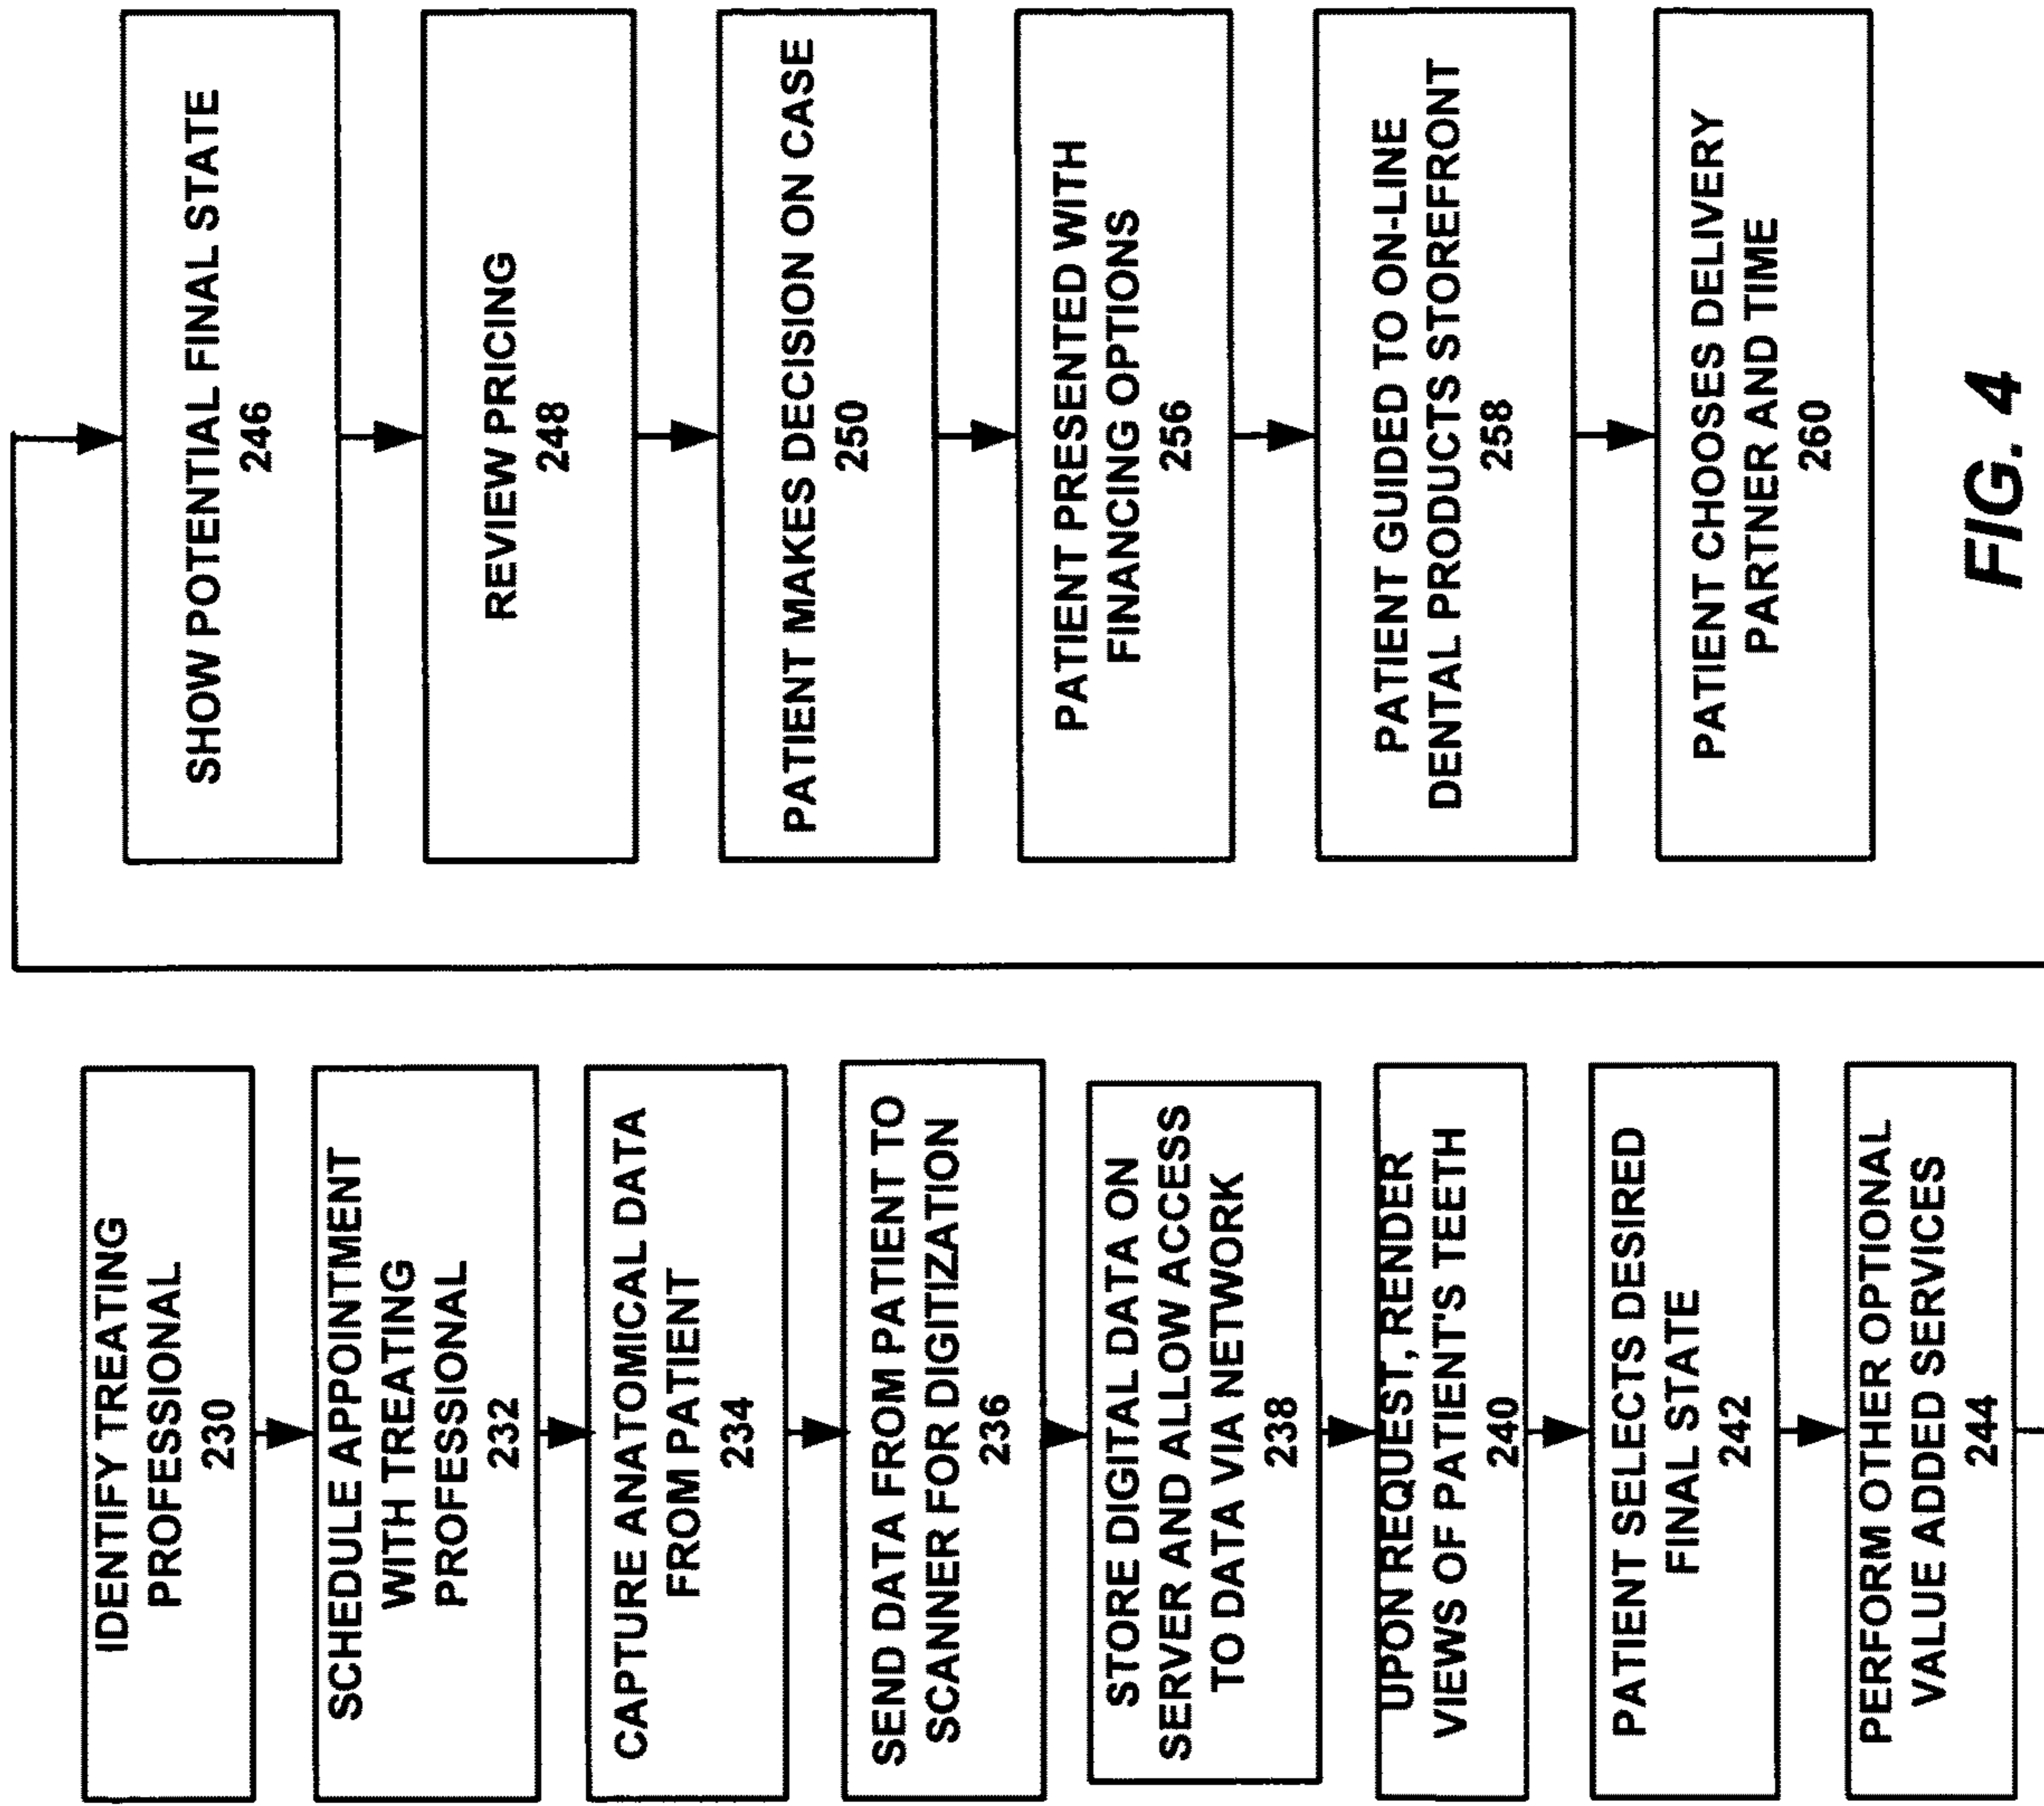 IDENTIFY TREATING
PROFESSIONAL
230
SCHEDULE APPOINTMENT
WITH TREATING
PROFESSIONAL
232
CAPTURE ANATOMICAL DATA
FROM PATIENT
234
SEND DATA FROM PATIENT TO
SCANNER FOR DIGITIZATION
236
STORE DIGITAL DATA ON
SERVER AND ALLOW ACCESS
TO DATA VIA NETWORK
238
UPON REQUEST, RENDER
VIEWS OF PATIENT'S TEETH
240
PATIENT SELECTS DESIRED
FINAL STATE
242
PERFORM OTHER OPTIONAL
VALUE ADDED SERVICES
244
SHOW POTENTIAL FINAL STATE
246
REVIEW PRICING
248
PATIENT MAKES DECISION ON CASE
250
PATIENT PRESENTED WITH
FINANCING OPTIONS
256
PATIENT GUIDED TO ON-LINE
DENTAL PRODUCTS STOREFRONT
258
PATIENT CHOOSES DELIVERY
PARTNER AND TIME
260
FIG. 4